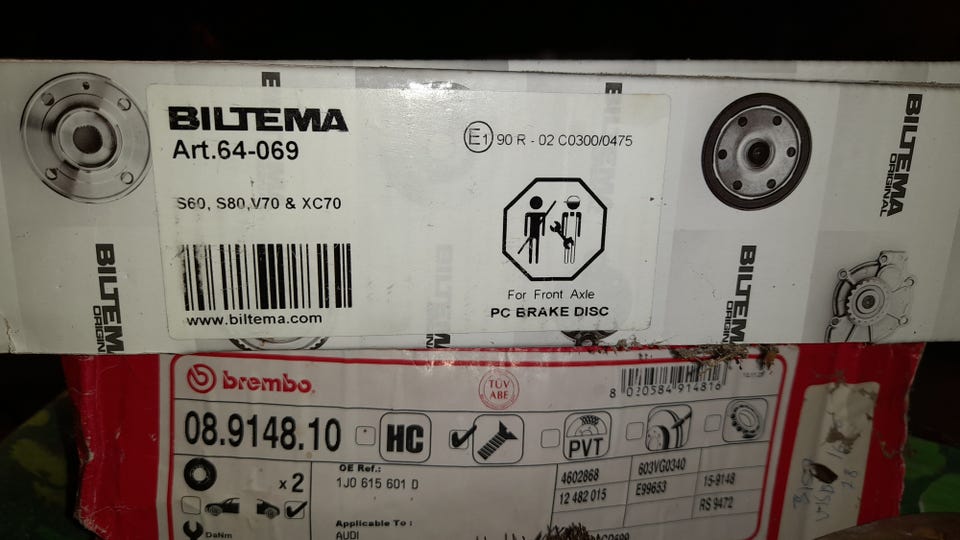 BILTEMA
Art.64-069
E1 90 R - 02 C0300/0475
S60, S80,V70 & XC70
www.biltema.com
For Front Axle
PC BRAKE DISC
BILTEMA
ORIGINAL
BILTEMA
ORIGINAL
BILTEMA
ORIGINAL
brembo
TÜV
ABE
8 020584 914816
08.9148.10
HC
PVT
x 2
OE Ref.:
1J0 615 601 D
4602868
603VG0340
15-9148
12 482 015
E99653
RS 9472
DaNm
Applicable To :
AUDI